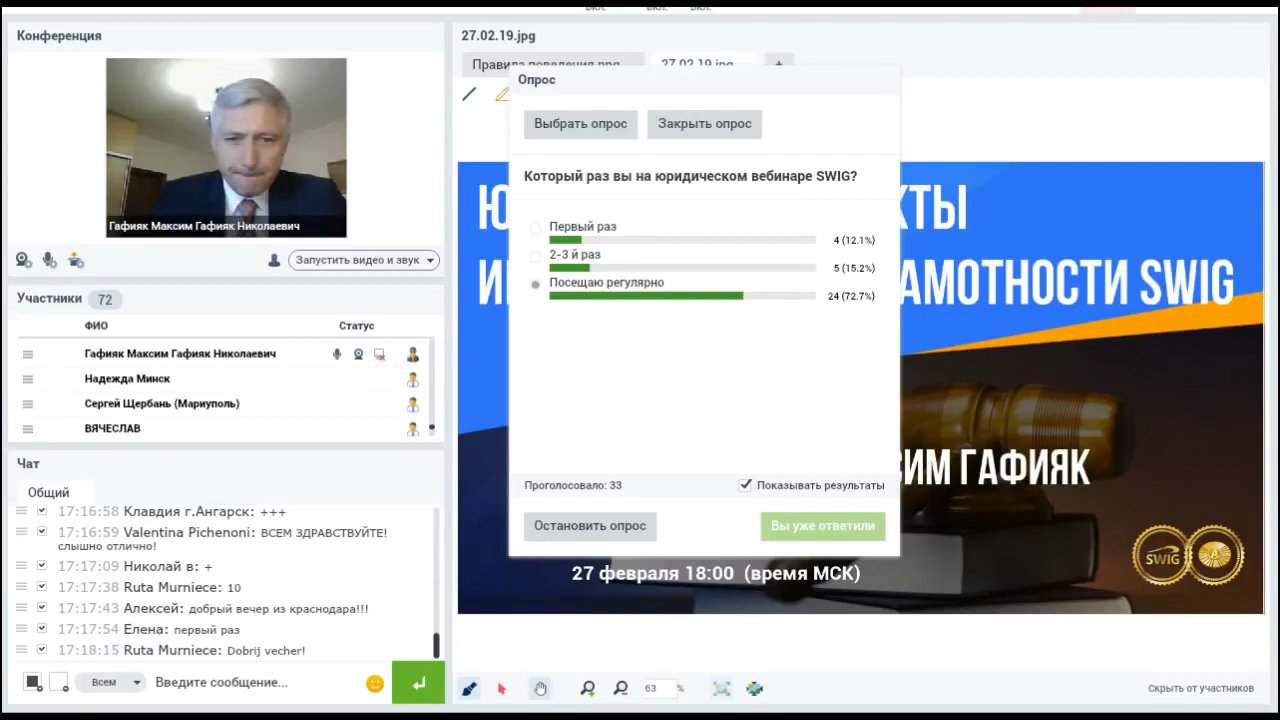 Конференция
Гафияк Максим Гафияк Николаевич
Запустить видео и звук
Участники 72
ФИО Статус
Гафияк Максим Гафияк Николаевич
Надежда Минск
Сергей Щербань (Мариуполь)
ВЯЧЕСЛАВ
Чат
Общий
17:16:58 Клавдия г.Ангарск: +++
17:16:59 Valentina Pichenoni: ВСЕМ ЗДРАВСТВУЙТЕ!
слышно отлично!
17:17:09 Николай в: +
17:17:38 Ruta Murniece: 10
17:17:43 Алексей: добрый вечер из краснодара!!!
17:17:54 Елена: первый раз
17:18:15 Ruta Murniece: Dobrij vecher!
Всем Введите сообщение...
27.02.19.jpg
Правила поведения.png 27.02.19.jpg +
Опрос
Выбрать опрос Закрыть опрос
Который раз вы на юридическом вебинаре SWIG?
Первый раз
4 (12.1%)
2-3 й раз
5 (15.2%)
Посещаю регулярно
24 (72.7%)
Проголосовало: 33 Показывать результаты
Остановить опрос Вы уже ответили
Ю КТЫ
И АМОТНОСТИ SWIG
СИМ ГАФИЯК
SWIG A
27 февраля 18:00 (время МСК)
63 %
Скрыть от участников